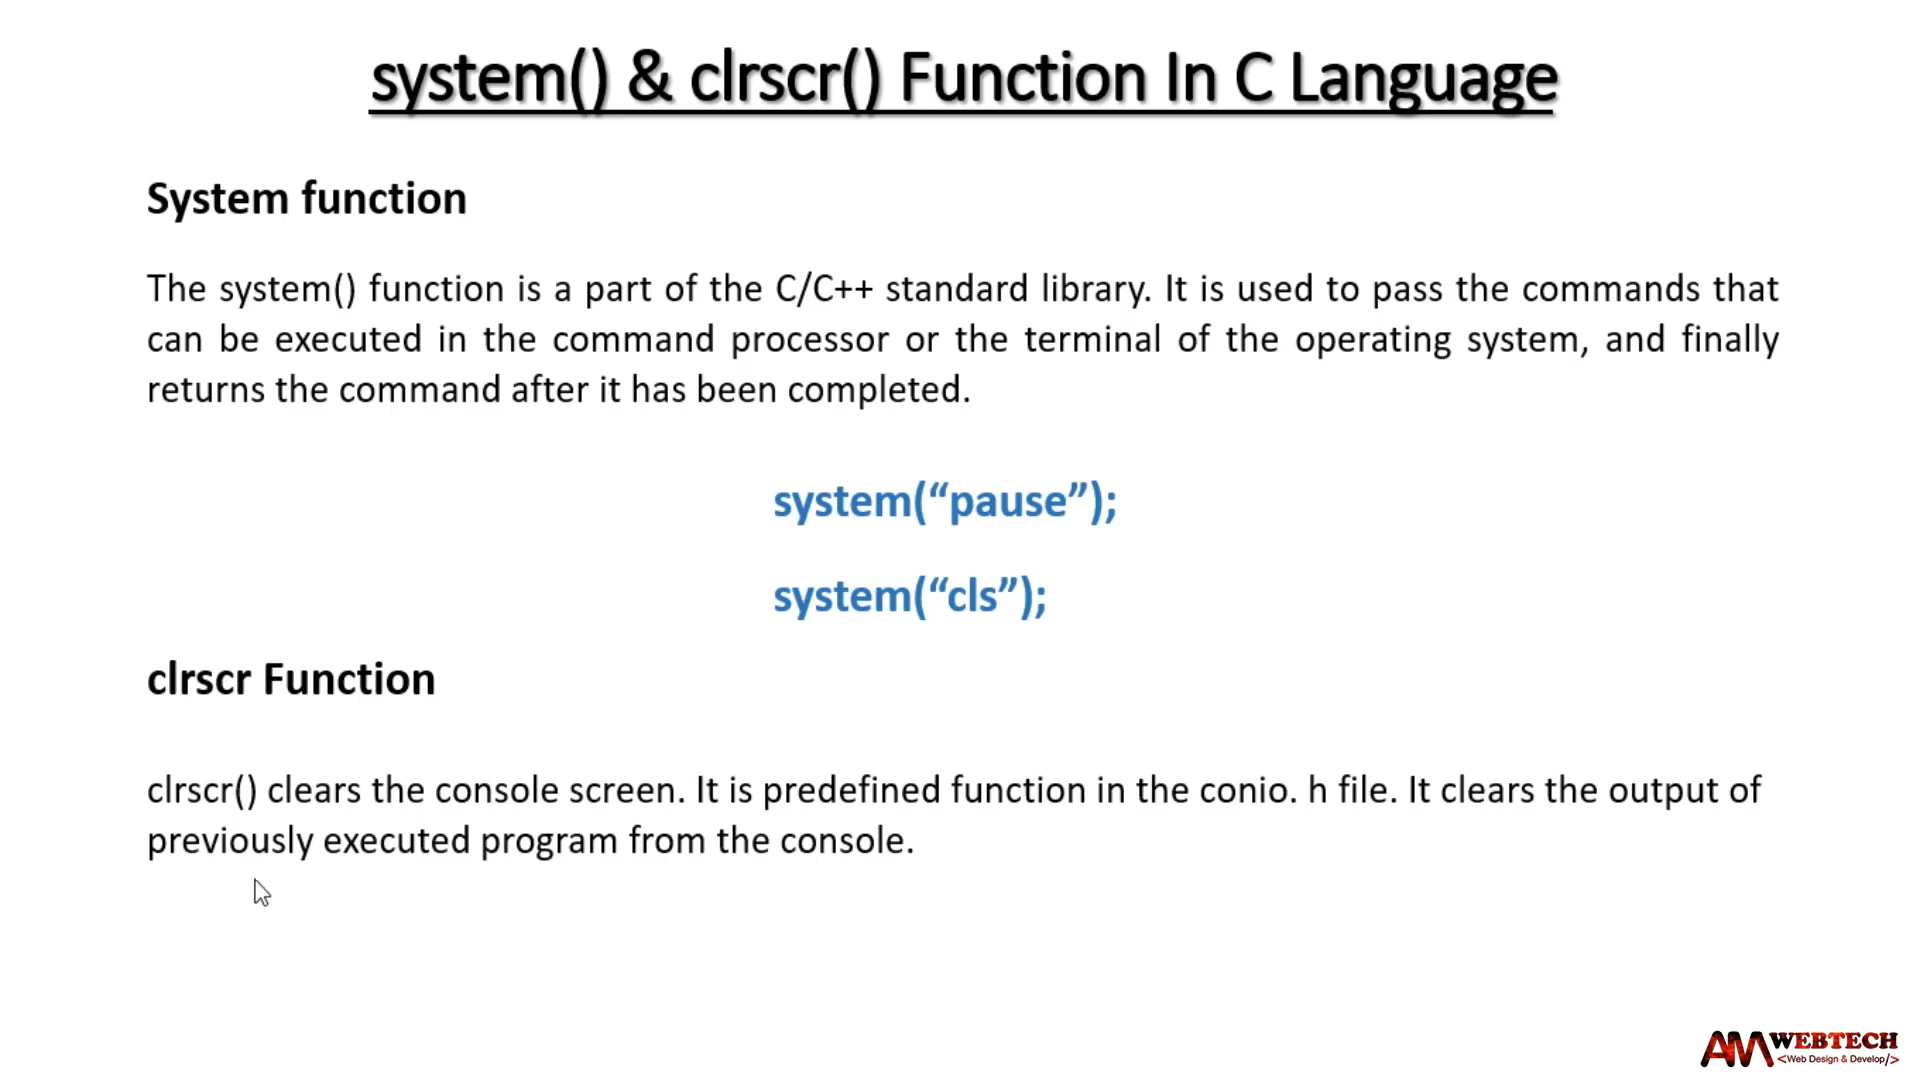 system() & clrscr() Function In C Language
System function
The system() function is a part of the C/C++ standard library. It is used to pass the commands that
can be executed in the command processor or the terminal of the operating system, and finally
returns the command after it has been completed.
system(“pause”);
system(“cls”);
clrscr Function
clrscr() clears the console screen. It is predefined function in the conio. h file. It clears the output of
previously executed program from the console.
AM WEBTECH
<Web Design & Develop/>